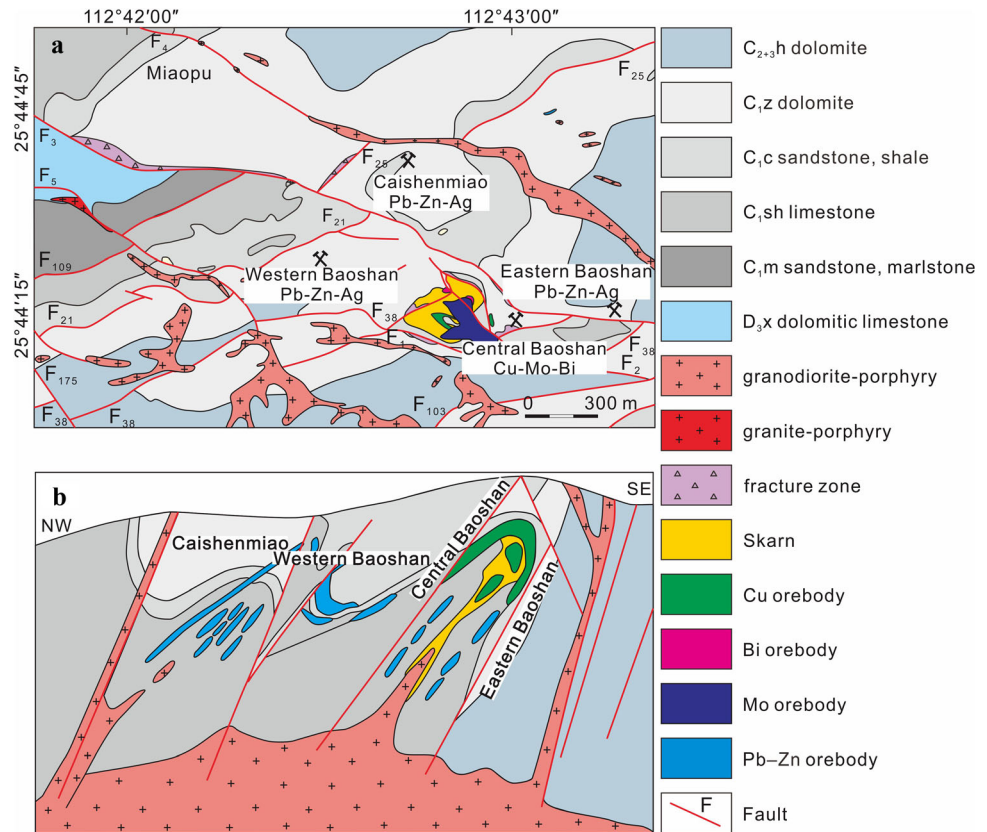 112°42′00″
112°43′00″
25°44′45″
25°44′15″
a
F₄
Miaopu
F₂₅
F₃
F₅
F₂₅
Caishenmiao
Pb-Zn-Ag
F₂₁
F₁₀₉
Western Baoshan
Pb-Zn-Ag
Eastern Baoshan
Pb-Zn-Ag
F₂₁
F₃₈
F₁
Central Baoshan
Cu-Mo-Bi
F₃₈
F₂
F₁₇₅
F₃₈
F₃₈
F₁₀₃
0 300 m
b
NW
SE
Caishenmiao
Western Baoshan
Central Baoshan
Eastern Baoshan
C₂₊₃h dolomite
C₁z dolomite
C₁c sandstone, shale
C₁sh limestone
C₁m sandstone, marlstone
D₃x dolomitic limestone
granodiorite-porphyry
granite-porphyry
fracture zone
Skarn
Cu orebody
Bi orebody
Mo orebody
Pb–Zn orebody
F
Fault